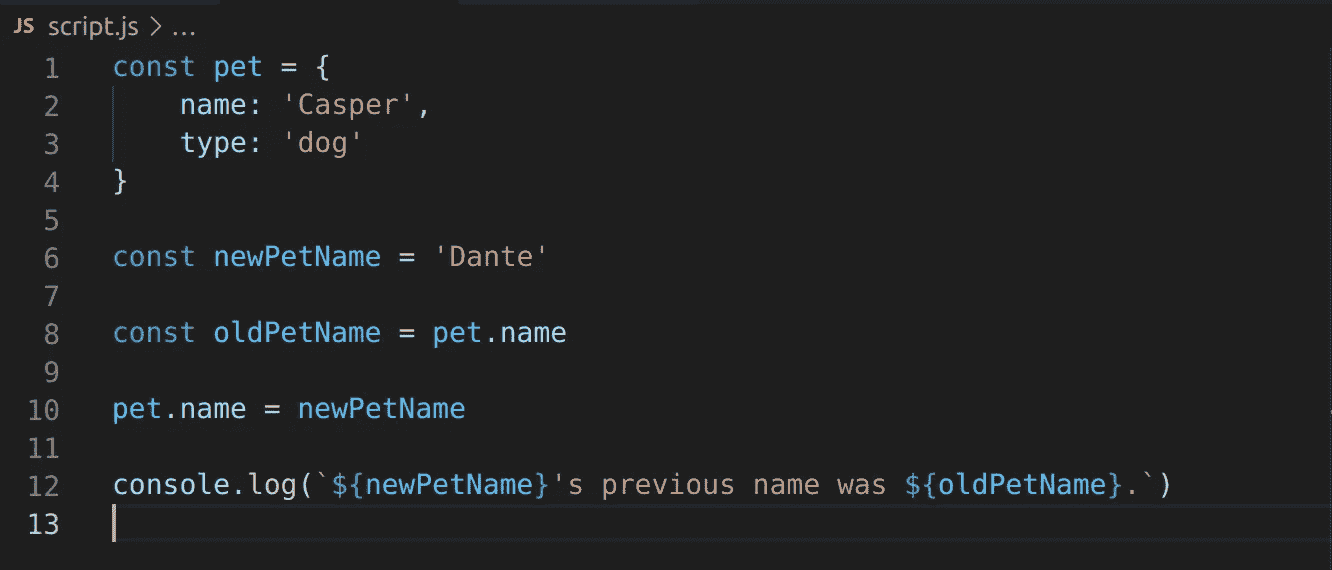 JS script.js > ...
1 const pet = {
2     name: 'Casper',
3     type: 'dog'
4 }
5
6 const newPetName = 'Dante'
7
8 const oldPetName = pet.name
9
10 pet.name = newPetName
11
12 console.log(`${newPetName}'s previous name was ${oldPetName}.`)
13